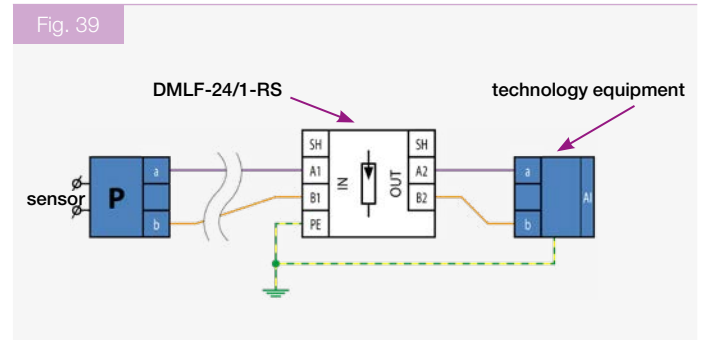 Fig. 39
DMLF-24/1-RS
technology equipment
sensor
P
a
b
SH
A1
B1
PE
IN
OUT
SH
A2
B2
a
b
AI